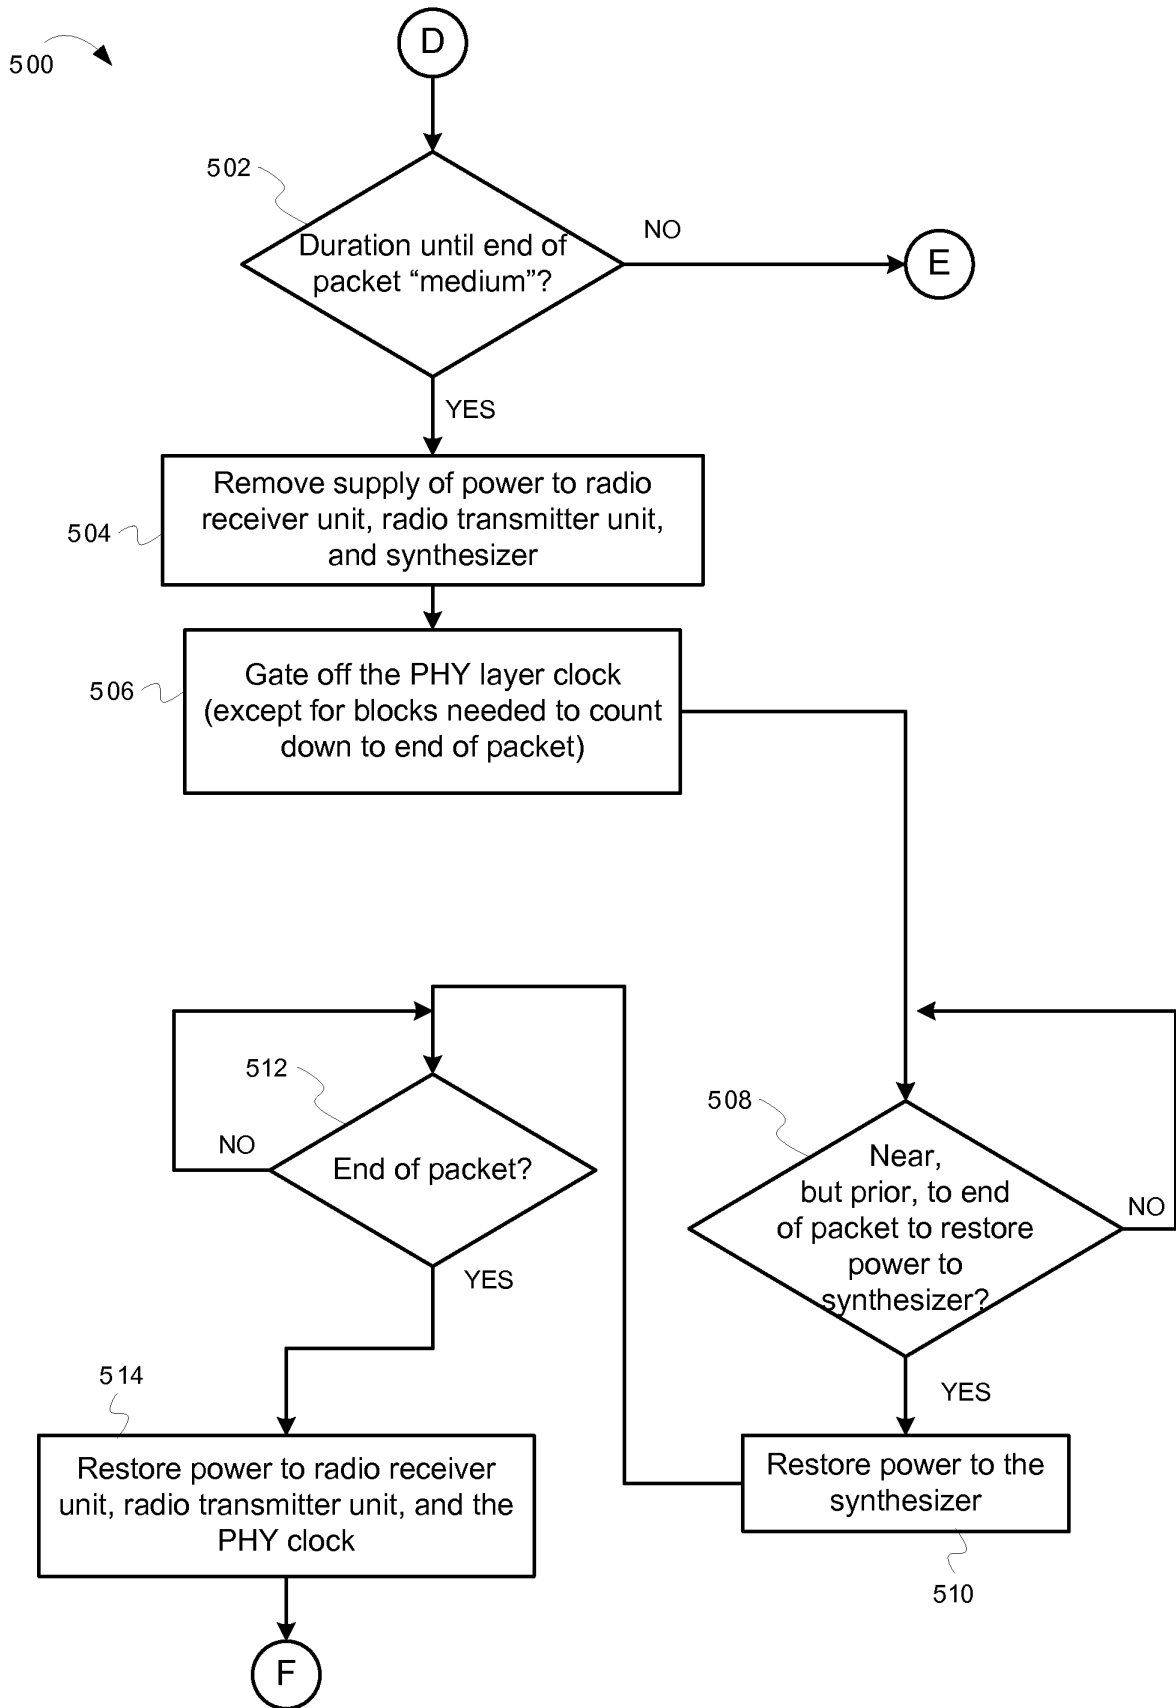 500
D
502
Duration until end of
packet “medium”?
NO
E
YES
504
Remove supply of power to radio
receiver unit, radio transmitter unit,
and synthesizer
506
Gate off the PHY layer clock
(except for blocks needed to count
down to end of packet)
508
Near,
but prior, to end
of packet to restore
power to
synthesizer?
NO
YES
Restore power to the
synthesizer
510
512
End of packet?
NO
YES
514
Restore power to radio receiver
unit, radio transmitter unit, and the
PHY clock
F